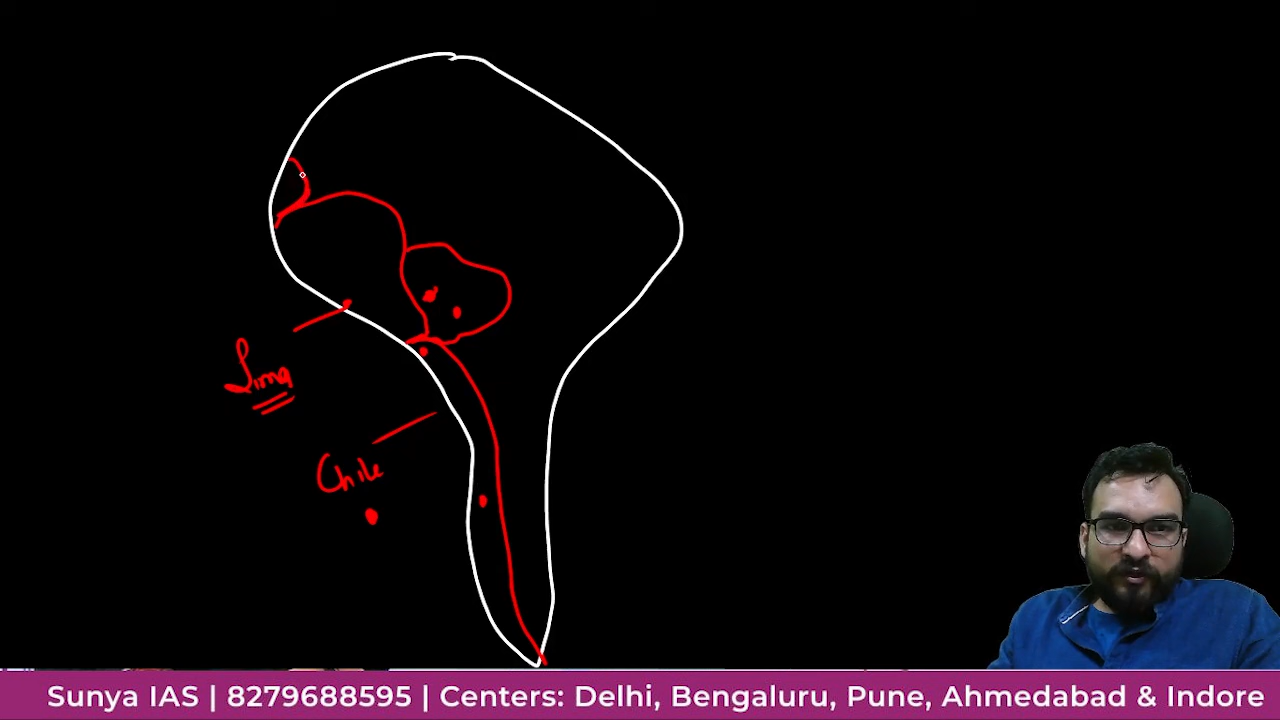 Lima
Chile
Sunya IAS | 8279688595 | Centers: Delhi, Bengaluru, Pune, Ahmedabad & Indore